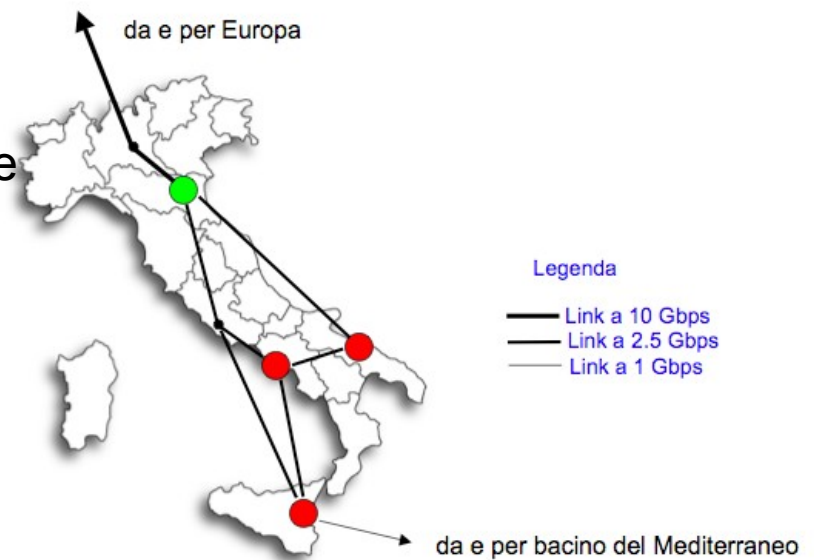 da e per Europa
e
Legenda
Link a 10 Gbps
Link a 2.5 Gbps
Link a 1 Gbps
da e per bacino del Mediterraneo